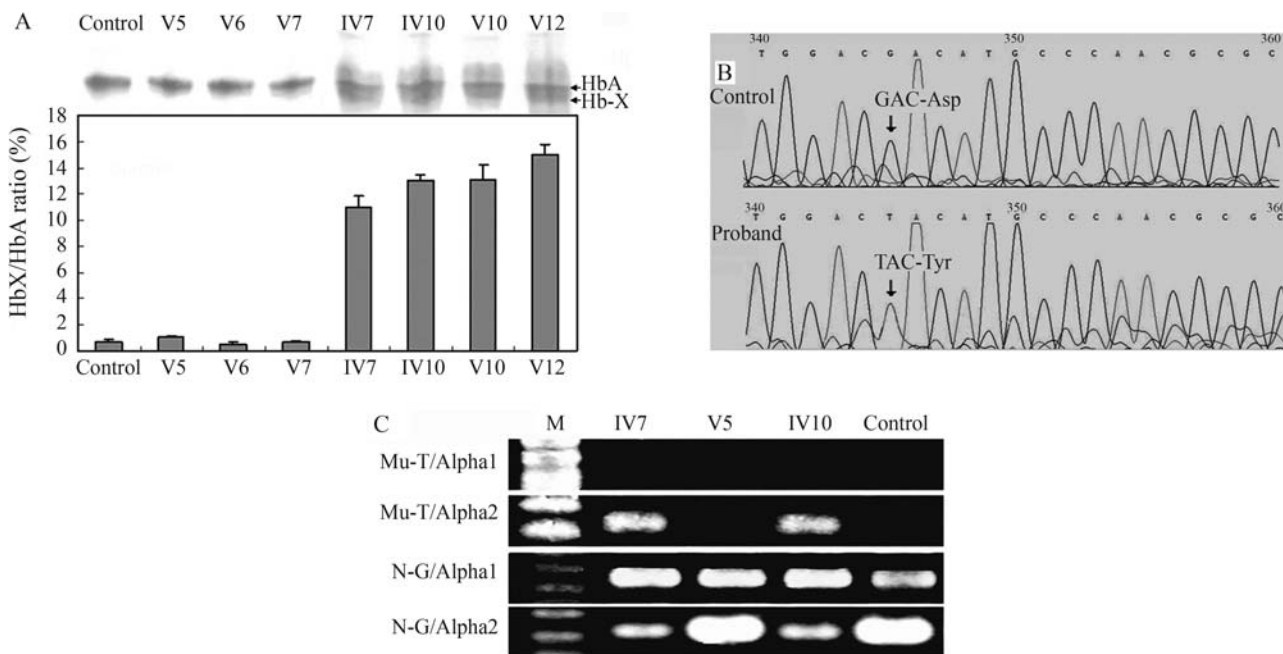 A
Control V5 V6 V7 IV7 IV10 V10 V12
HbA
Hb-X
HbX/HbA ratio (%)
18
16
14
12
10
8
6
4
2
0
Control V5 V6 V7 IV7 IV10 V10 V12
B
340 350 360
T G G A C G A C A T G C C C A A C G C G C
Control
GAC-Asp
340 350 360
T G G A C T A C A T G C C C A A C G C G C
Proband
TAC-Tyr
C
M IV7 V5 IV10 Control
Mu-T/Alpha1
Mu-T/Alpha2
N-G/Alpha1
N-G/Alpha2